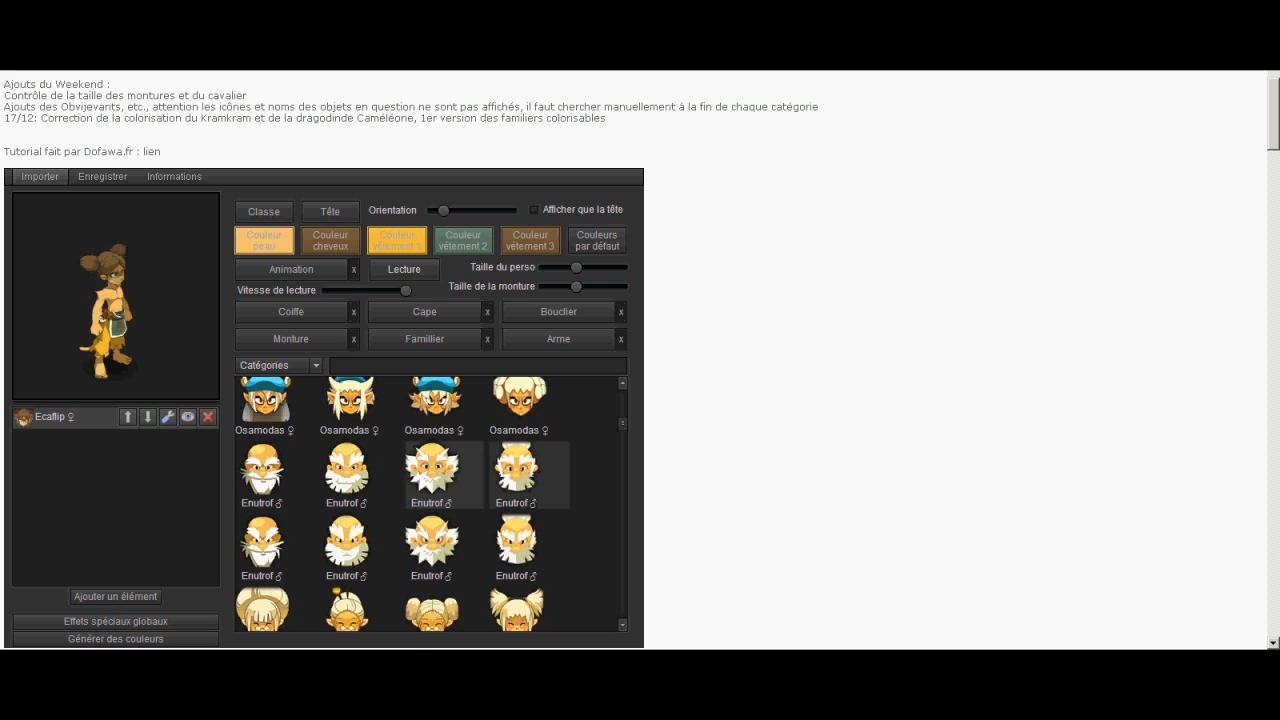 Ajouts du Weekend :
Contrôle de la taille des montures et du cavalier
Ajouts des Obvijevants, etc., attention les icônes et noms des objets en question ne sont pas affichés, il faut chercher manuellement à la fin de chaque catégorie
17/12: Correction de la colorisation du Kramkram et de la dragodinde Caméléone, 1er version des familiers colorisables
Tutorial fait par Dofawa.fr : lien
Importer Enregistrer Informations
Classe Tête Orientation Afficher que la tête
Couleur peau Couleur cheveux Couleur vétement 1 Couleur vétement 2 Couleur vétement 3 Couleurs par défaut
Animation x Lecture Taille du perso
Vitesse de lecture Taille de la monture
Coiffe x Cape x Bouclier x
Monture x Famillier x Arme x
Catégories
Ecaflip ♀
Osamodas ♀ Osamodas ♀ Osamodas ♀ Osamodas ♀
Enutrof ♂ Enutrof ♂ Enutrof ♂ Enutrof ♂
Enutrof ♂ Enutrof ♂ Enutrof ♂ Enutrof ♂
Ajouter un élément
Effets spéciaux globaux
Générer des couleurs